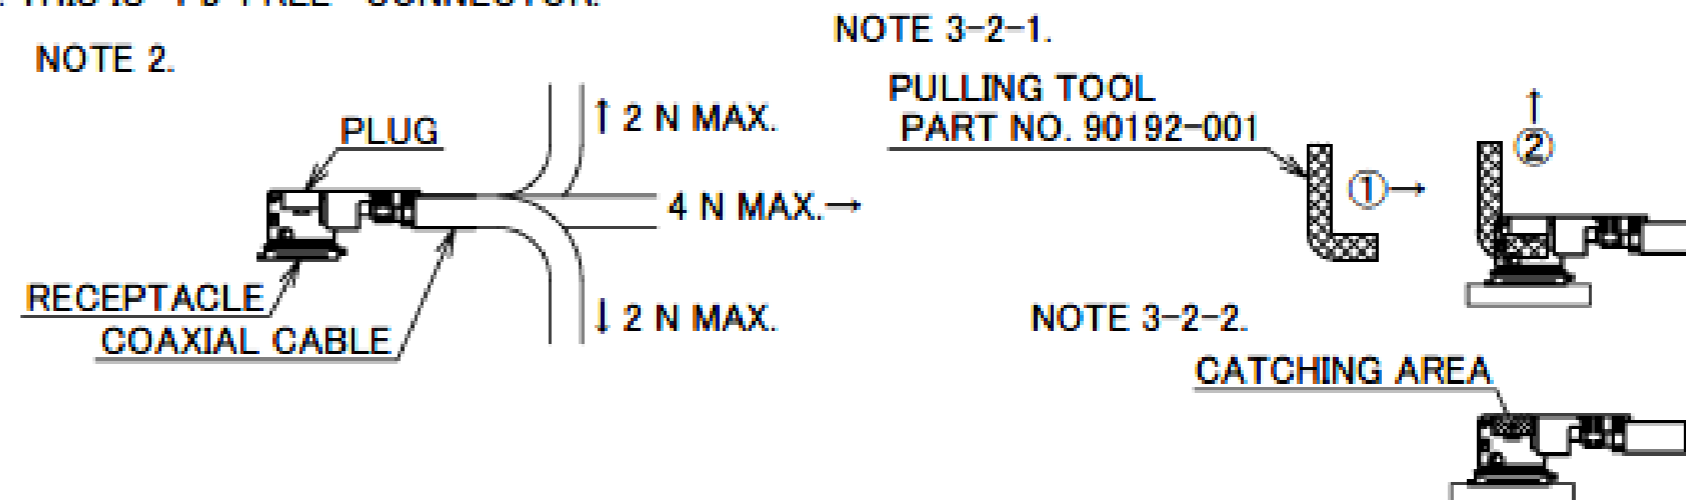 NOTE 2.
PLUG
↑ 2 N MAX.
4 N MAX.→
↓ 2 N MAX.
RECEPTACLE
COAXIAL CABLE
NOTE 3-2-1.
PULLING TOOL
PART NO. 90192-001
①→
↑
②
NOTE 3-2-2.
CATCHING AREA